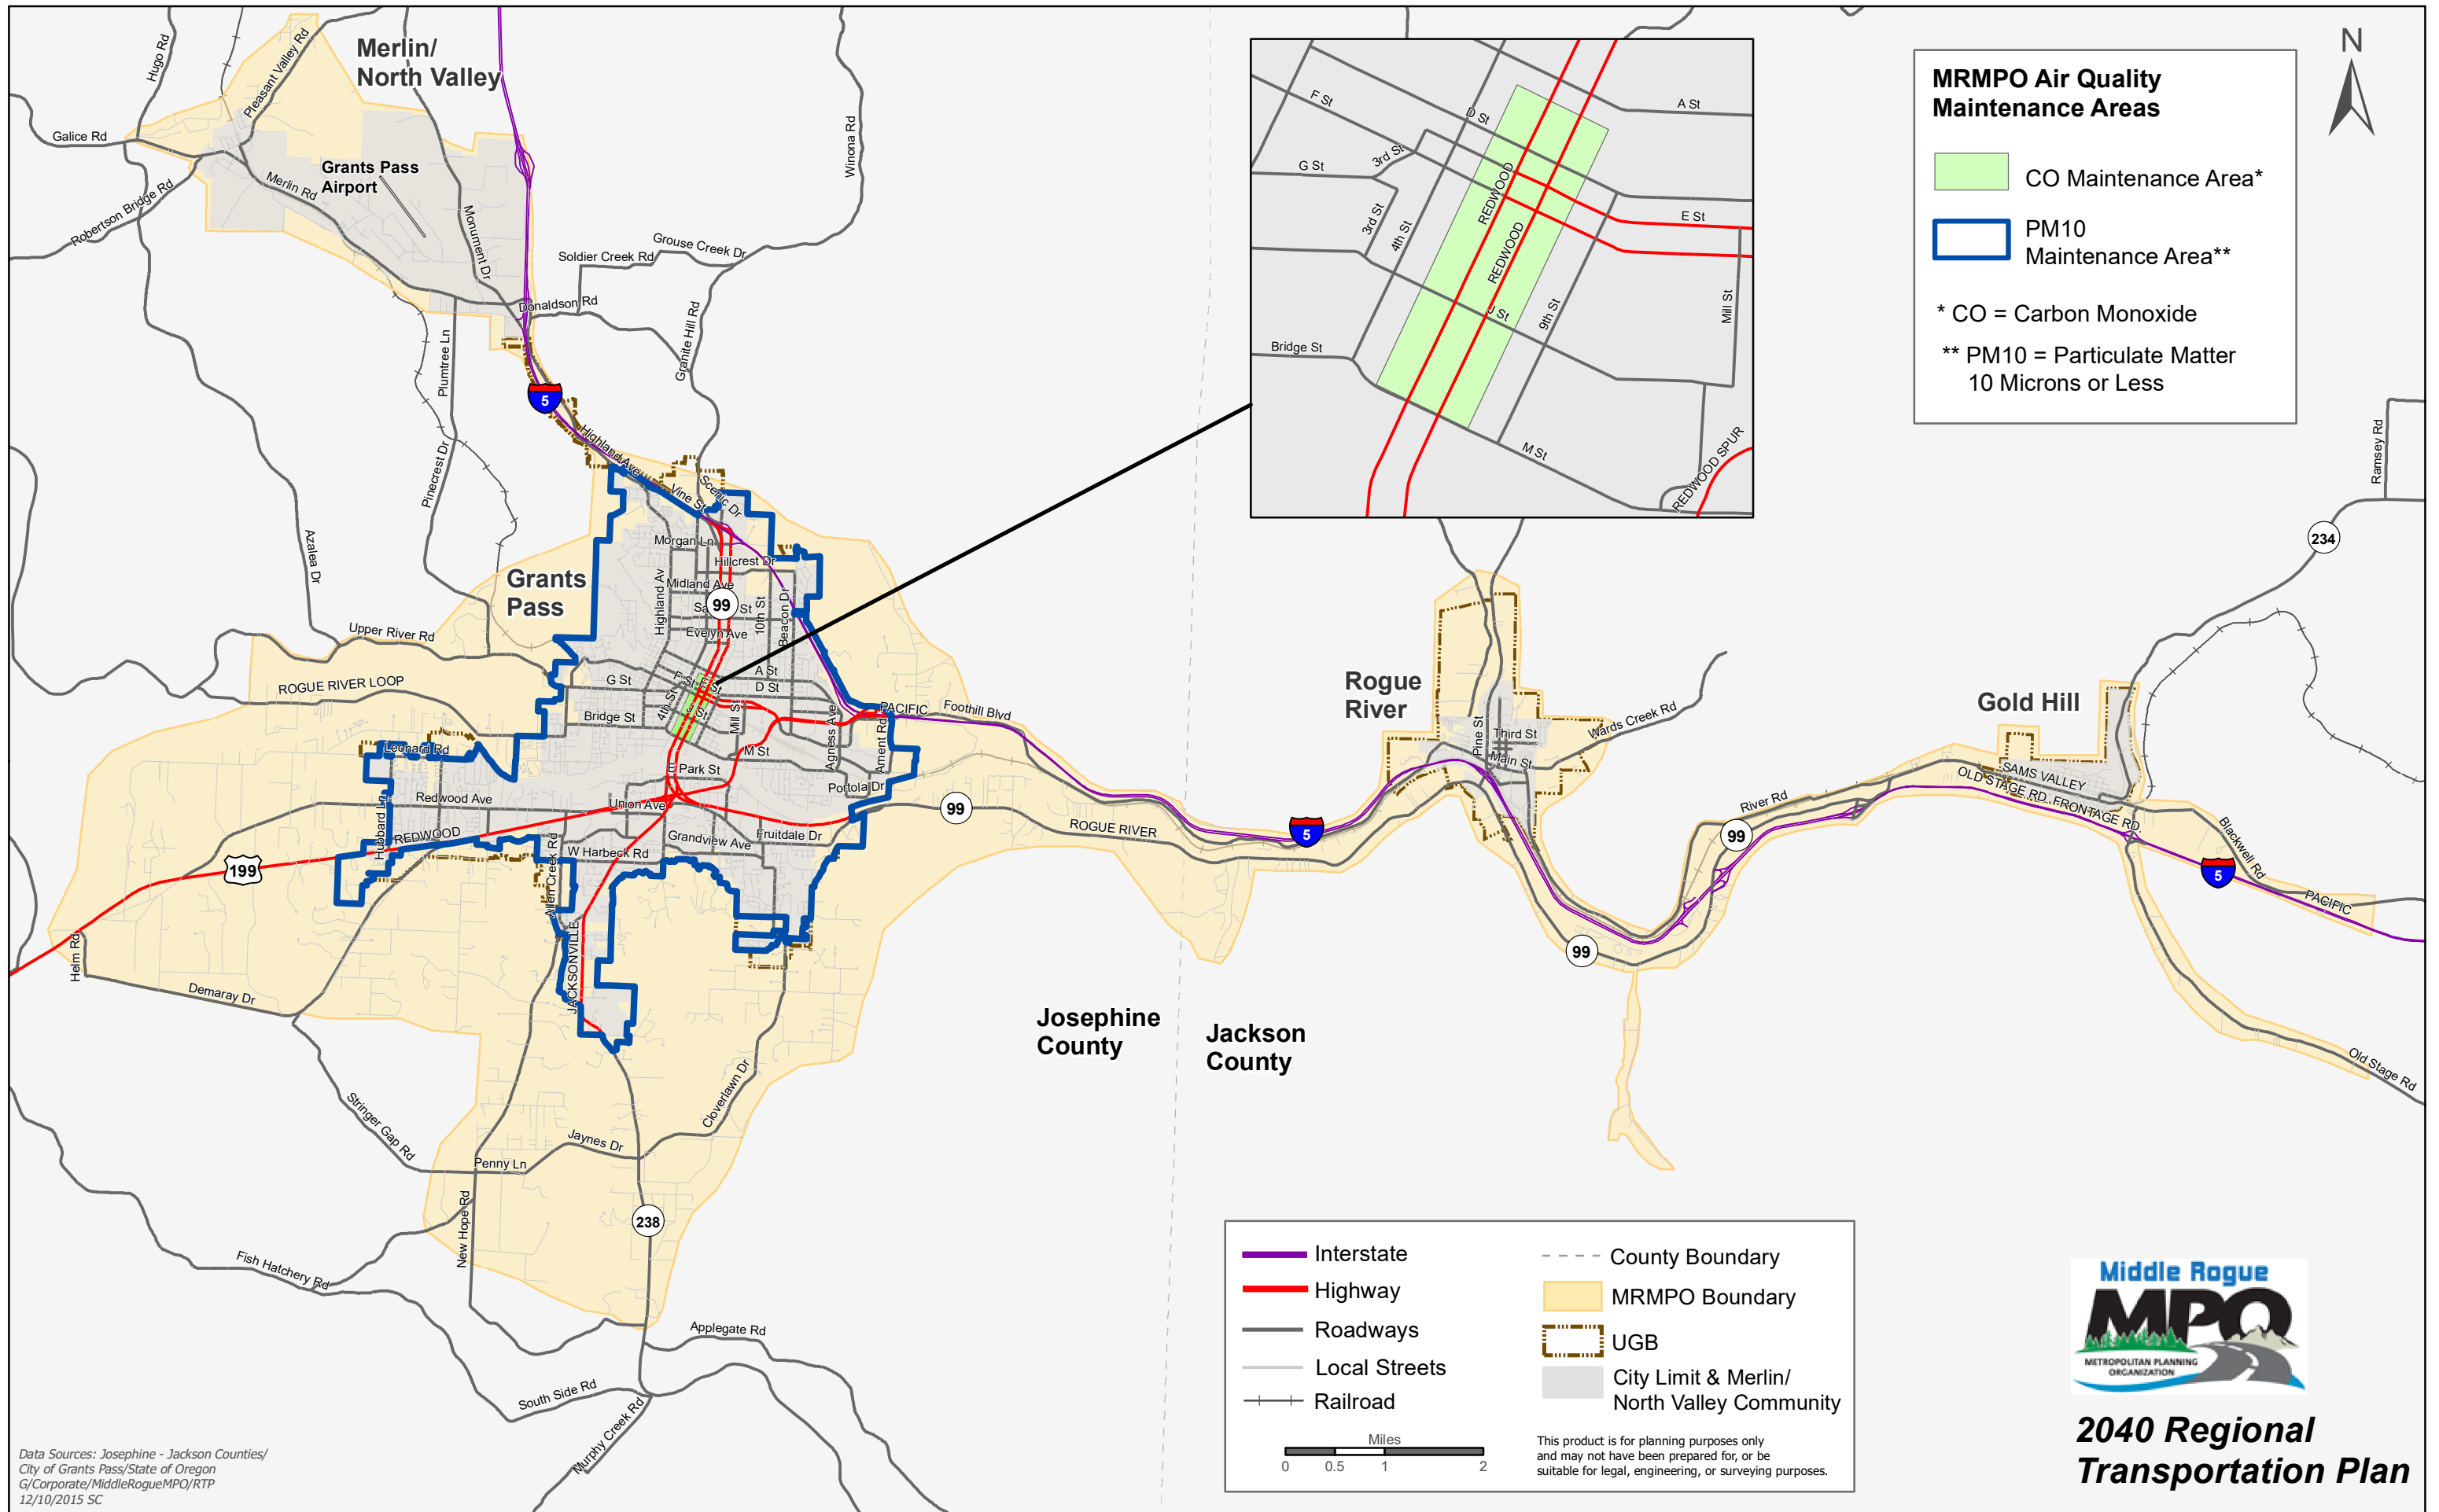 Merlin/
North Valley
Hugo Rd
Pleasant Valley Rd
Galice Rd
Robertson Bridge Rd
Merlin Rd
Grants Pass
Airport
Monument Dr
Winona Rd
Soldier Creek Rd
Grouse Creek Dr
Donaldson Rd
Granite Hill Rd
Plumtree Ln
Pinecrest Dr
5
Highland Ave
Vine St
Scenic Dr
Azalea Dr
Grants
Pass
Morgan Ln
Hillcrest Dr
Highland Av
Midland Ave
99
St
10th St
Beacon Dr
Evelyn Ave
Upper River Rd
ROGUE RIVER LOOP
G St
F St
E St
A St
D St
4th St
J St
Mill St
Bridge St
M St
Agness Ave
Ament Rd
PACIFIC
Foothill Blvd
Leonard Rd
E Park St
Portola Dr
Redwood Ave
Union Ave
Hubbard Ln
REDWOOD
199
Allen Creek Rd
W Harbeck Rd
Grandview Ave
Fruitdale Dr
99
ROGUE RIVER
JACKSONVILLE
Helm Rd
Demaray Dr
Stringer Gap Rd
Jaynes Dr
Penny Ln
Cloverlawn Dr
New Hope Rd
238
Fish Hatchery Rd
Applegate Rd
South Side Rd
Murphy Creek Rd
Josephine
County
Jackson
County
5
Rogue
River
Pine St
Third St
Main St
Wards Creek Rd
99
99
River Rd
Gold Hill
SAMS VALLEY
OLD STAGE RD. FRONTAGE RD.
Blackwell Rd
5
PACIFIC
Old Stage Rd
234
Ramsey Rd
F St
D St
A St
G St
3rd St
3rd St
4th St
REDWOOD
REDWOOD
E St
J St
9th St
Mill St
Bridge St
M St
REDWOOD SPUR
MRMPO Air Quality
Maintenance Areas
CO Maintenance Area*
PM10
Maintenance Area**
* CO = Carbon Monoxide
** PM10 = Particulate Matter
10 Microns or Less
N
Interstate
Highway
Roadways
Local Streets
Railroad
Miles
0 0.5 1 2
County Boundary
MRMPO Boundary
UGB
City Limit & Merlin/
North Valley Community
This product is for planning purposes only
and may not have been prepared for, or be
suitable for legal, engineering, or surveying purposes.
Middle Rogue
MPO
METROPOLITAN PLANNING
ORGANIZATION
2040 Regional
Transportation Plan
Data Sources: Josephine - Jackson Counties/
City of Grants Pass/State of Oregon
G/Corporate/MiddleRogueMPO/RTP
12/10/2015 SC